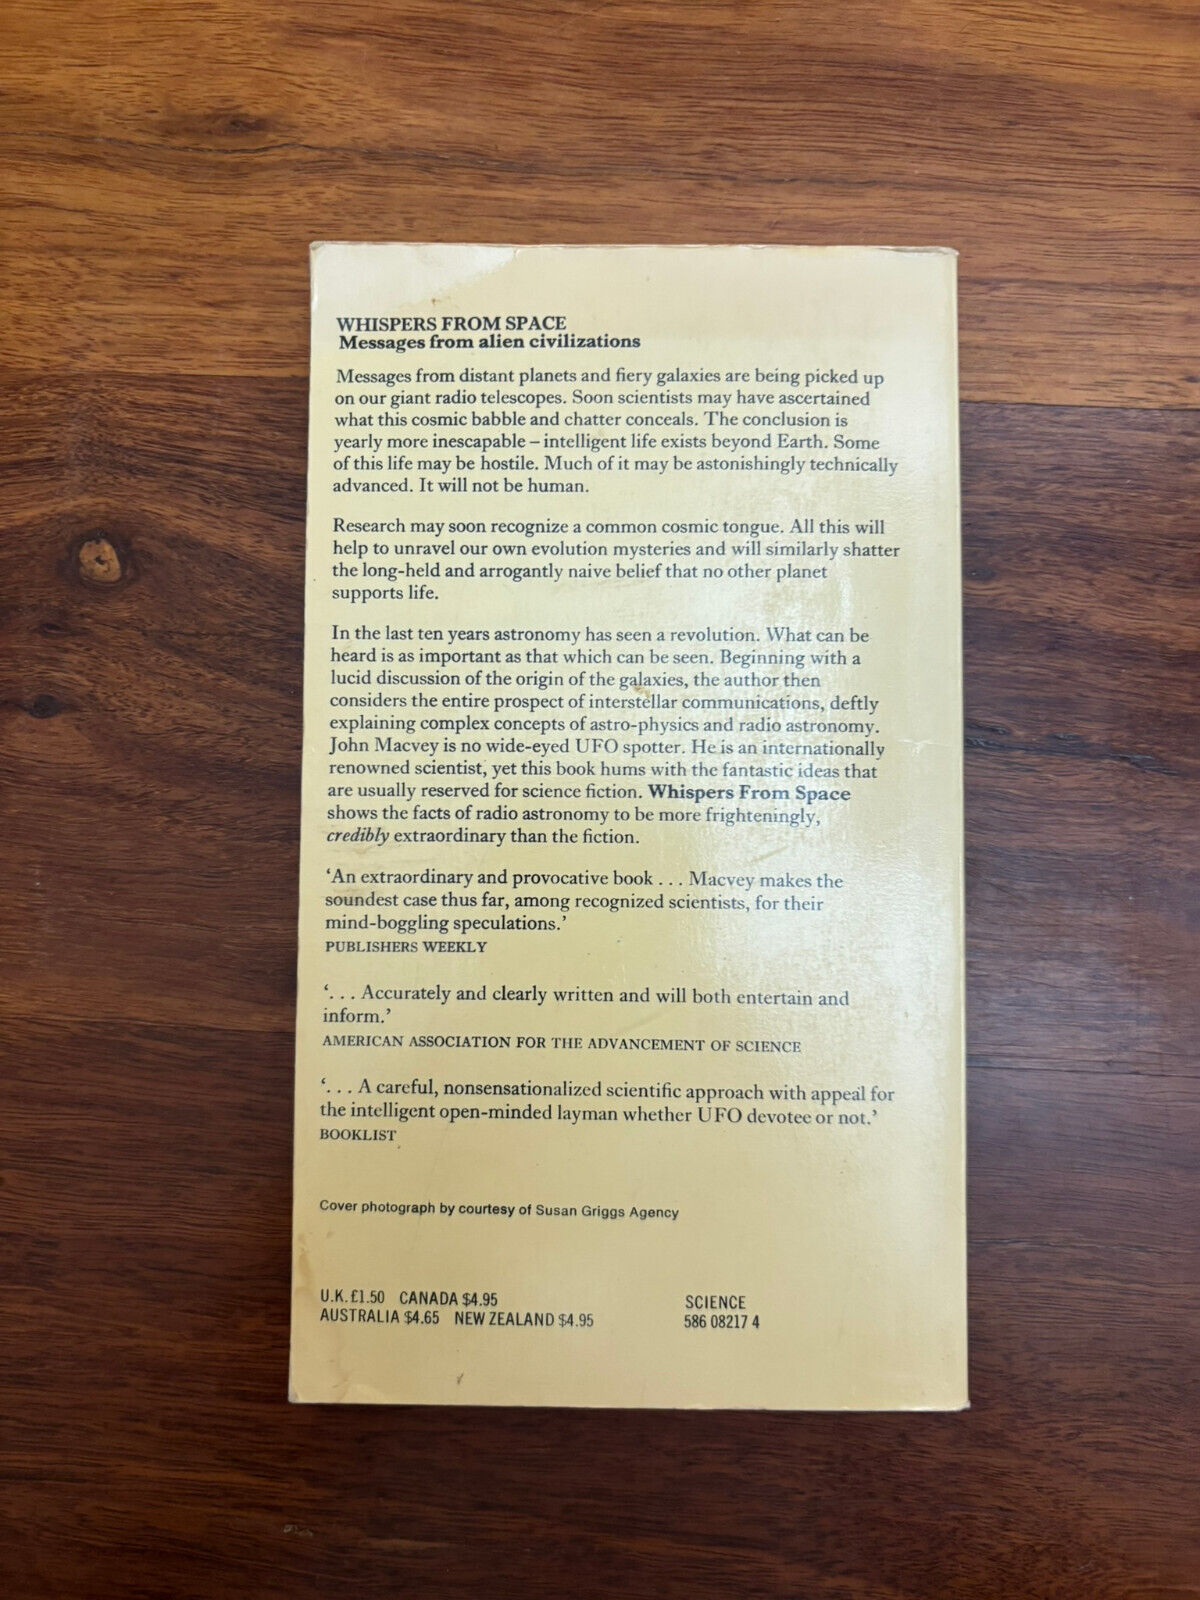 WHISPERS FROM SPACE
Messages from alien civilizations
Messages from distant planets and fiery galaxies are being picked up
on our giant radio telescopes. Soon scientists may have ascertained
what this cosmic babble and chatter conceals. The conclusion is
yearly more inescapable – intelligent life exists beyond Earth. Some
of this life may be hostile. Much of it may be astonishingly technically
advanced. It will not be human.
Research may soon recognize a common cosmic tongue. All this will
help to unravel our own evolution mysteries and will similarly shatter
the long-held and arrogantly naive belief that no other planet
supports life.
In the last ten years astronomy has seen a revolution. What can be
heard is as important as that which can be seen. Beginning with a
lucid discussion of the origin of the galaxies, the author then
considers the entire prospect of interstellar communications, deftly
explaining complex concepts of astro-physics and radio astronomy.
John Macvey is no wide-eyed UFO spotter. He is an internationally
renowned scientist, yet this book hums with the fantastic ideas that
are usually reserved for science fiction. Whispers From Space
shows the facts of radio astronomy to be more frighteningly,
credibly extraordinary than the fiction.
‘An extraordinary and provocative book . . . Macvey makes the
soundest case thus far, among recognized scientists, for their
mind-boggling speculations.’
PUBLISHERS WEEKLY
‘. . . Accurately and clearly written and will both entertain and
inform.’
AMERICAN ASSOCIATION FOR THE ADVANCEMENT OF SCIENCE
‘. . . A careful, nonsensationalized scientific approach with appeal for
the intelligent open-minded layman whether UFO devotee or not.’
BOOKLIST
Cover photograph by courtesy of Susan Griggs Agency
U.K. £1.50 CANADA $4.95
AUSTRALIA $4.65 NEW ZEALAND $4.95
SCIENCE
586 08217 4